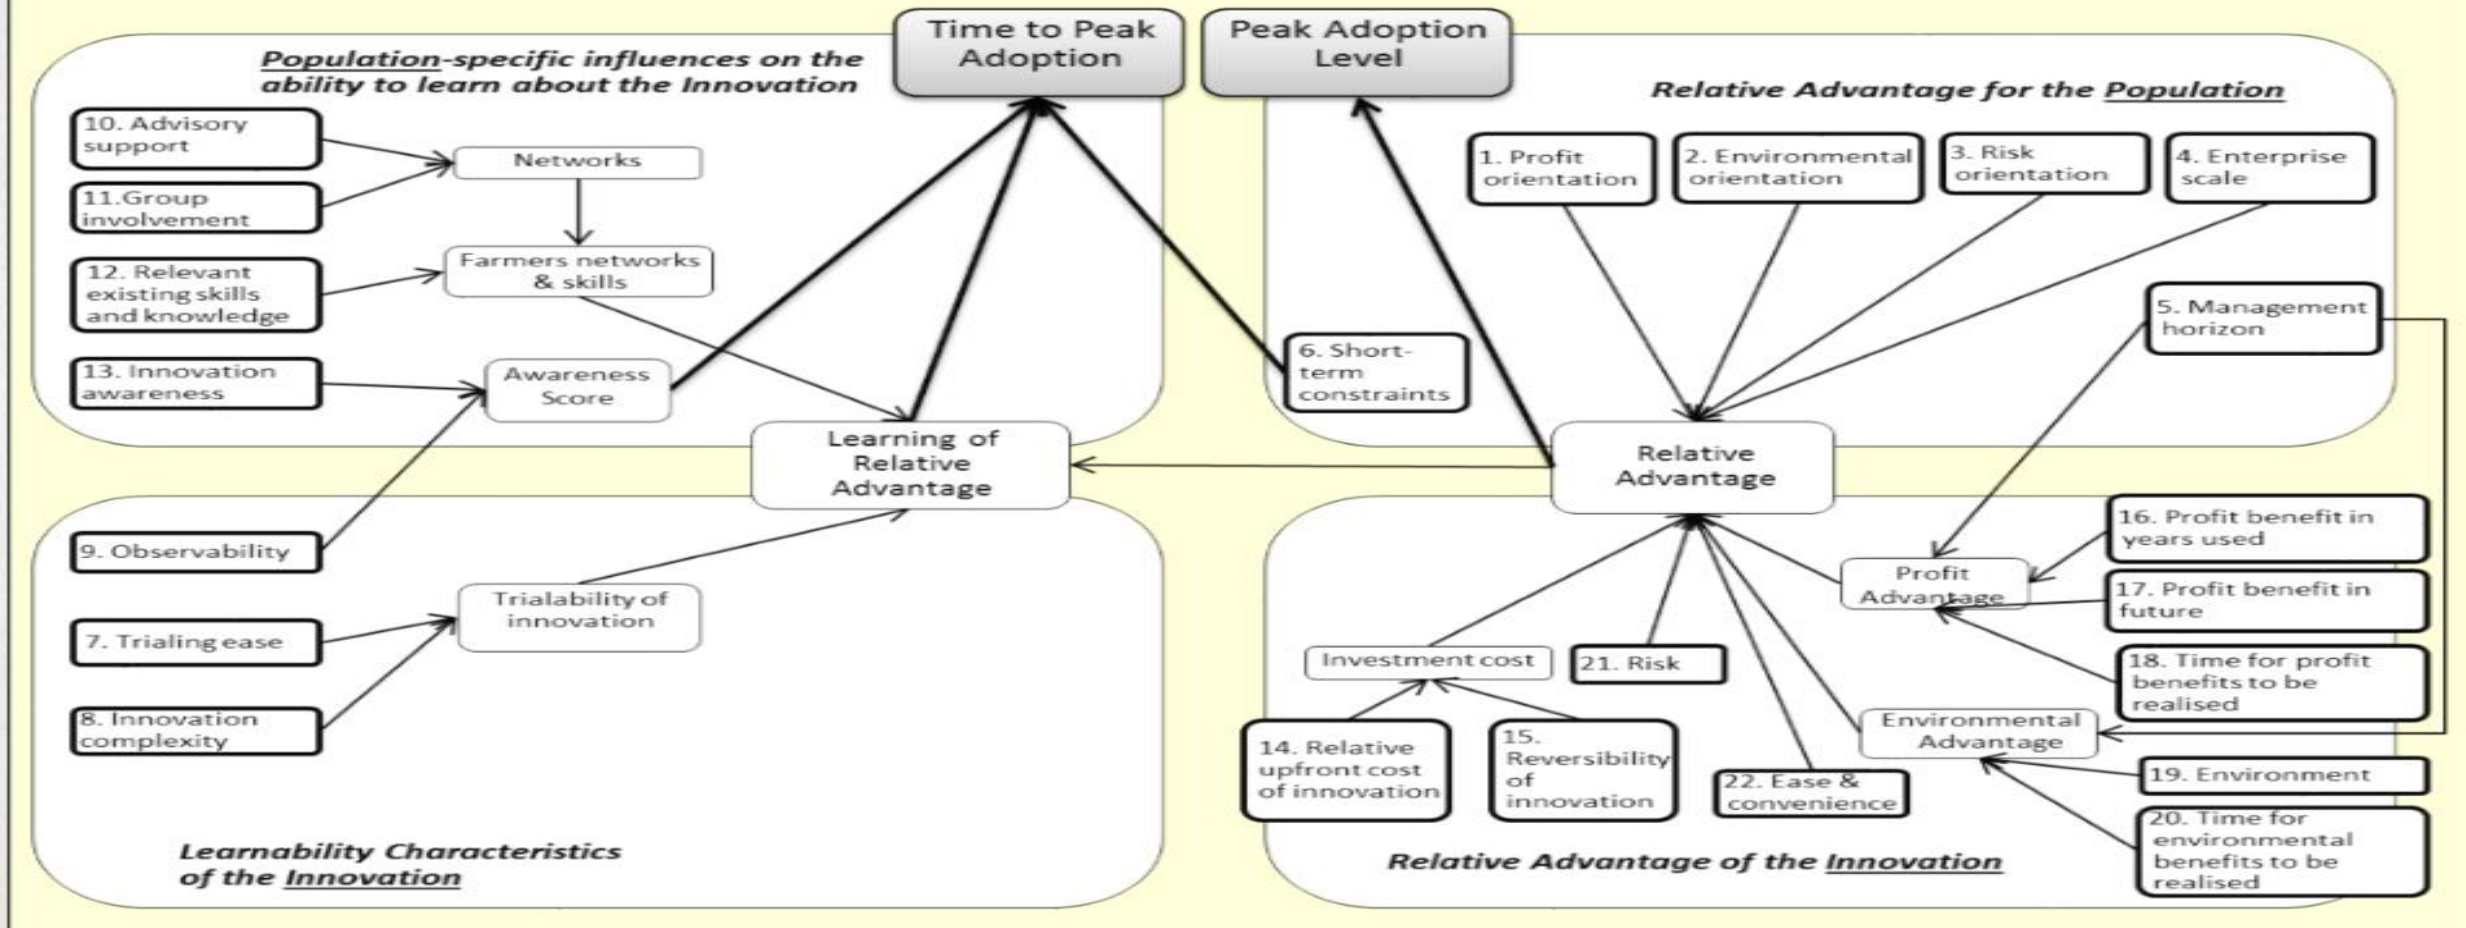 Time to Peak
Adoption
Peak Adoption
Level
Population-specific influences on the
ability to learn about the Innovation
10. Advisory
support
11.Group
involvement
12. Relevant
existing skills
and knowledge
13. Innovation
awareness
Networks
Farmers networks
& skills
Awareness
Score
Relative Advantage for the Population
1. Profit
orientation
2. Environmental
orientation
3. Risk
orientation
4. Enterprise
scale
5. Management
horizon
6. Short-
term
constraints
Learning of
Relative
Advantage
Relative
Advantage
9. Observability
7. Trialing ease
8. Innovation
complexity
Trialability of
innovation
Learnability Characteristics
of the Innovation
Profit
Advantage
16. Profit benefit in
years used
17. Profit benefit in
future
18. Time for profit
benefits to be
realised
Investment cost
21. Risk
14. Relative
upfront cost
of innovation
15.
Reversibility
of
innovation
22. Ease &
convenience
Environmental
Advantage
19. Environment
20. Time for
environmental
benefits to be
realised
Relative Advantage of the Innovation